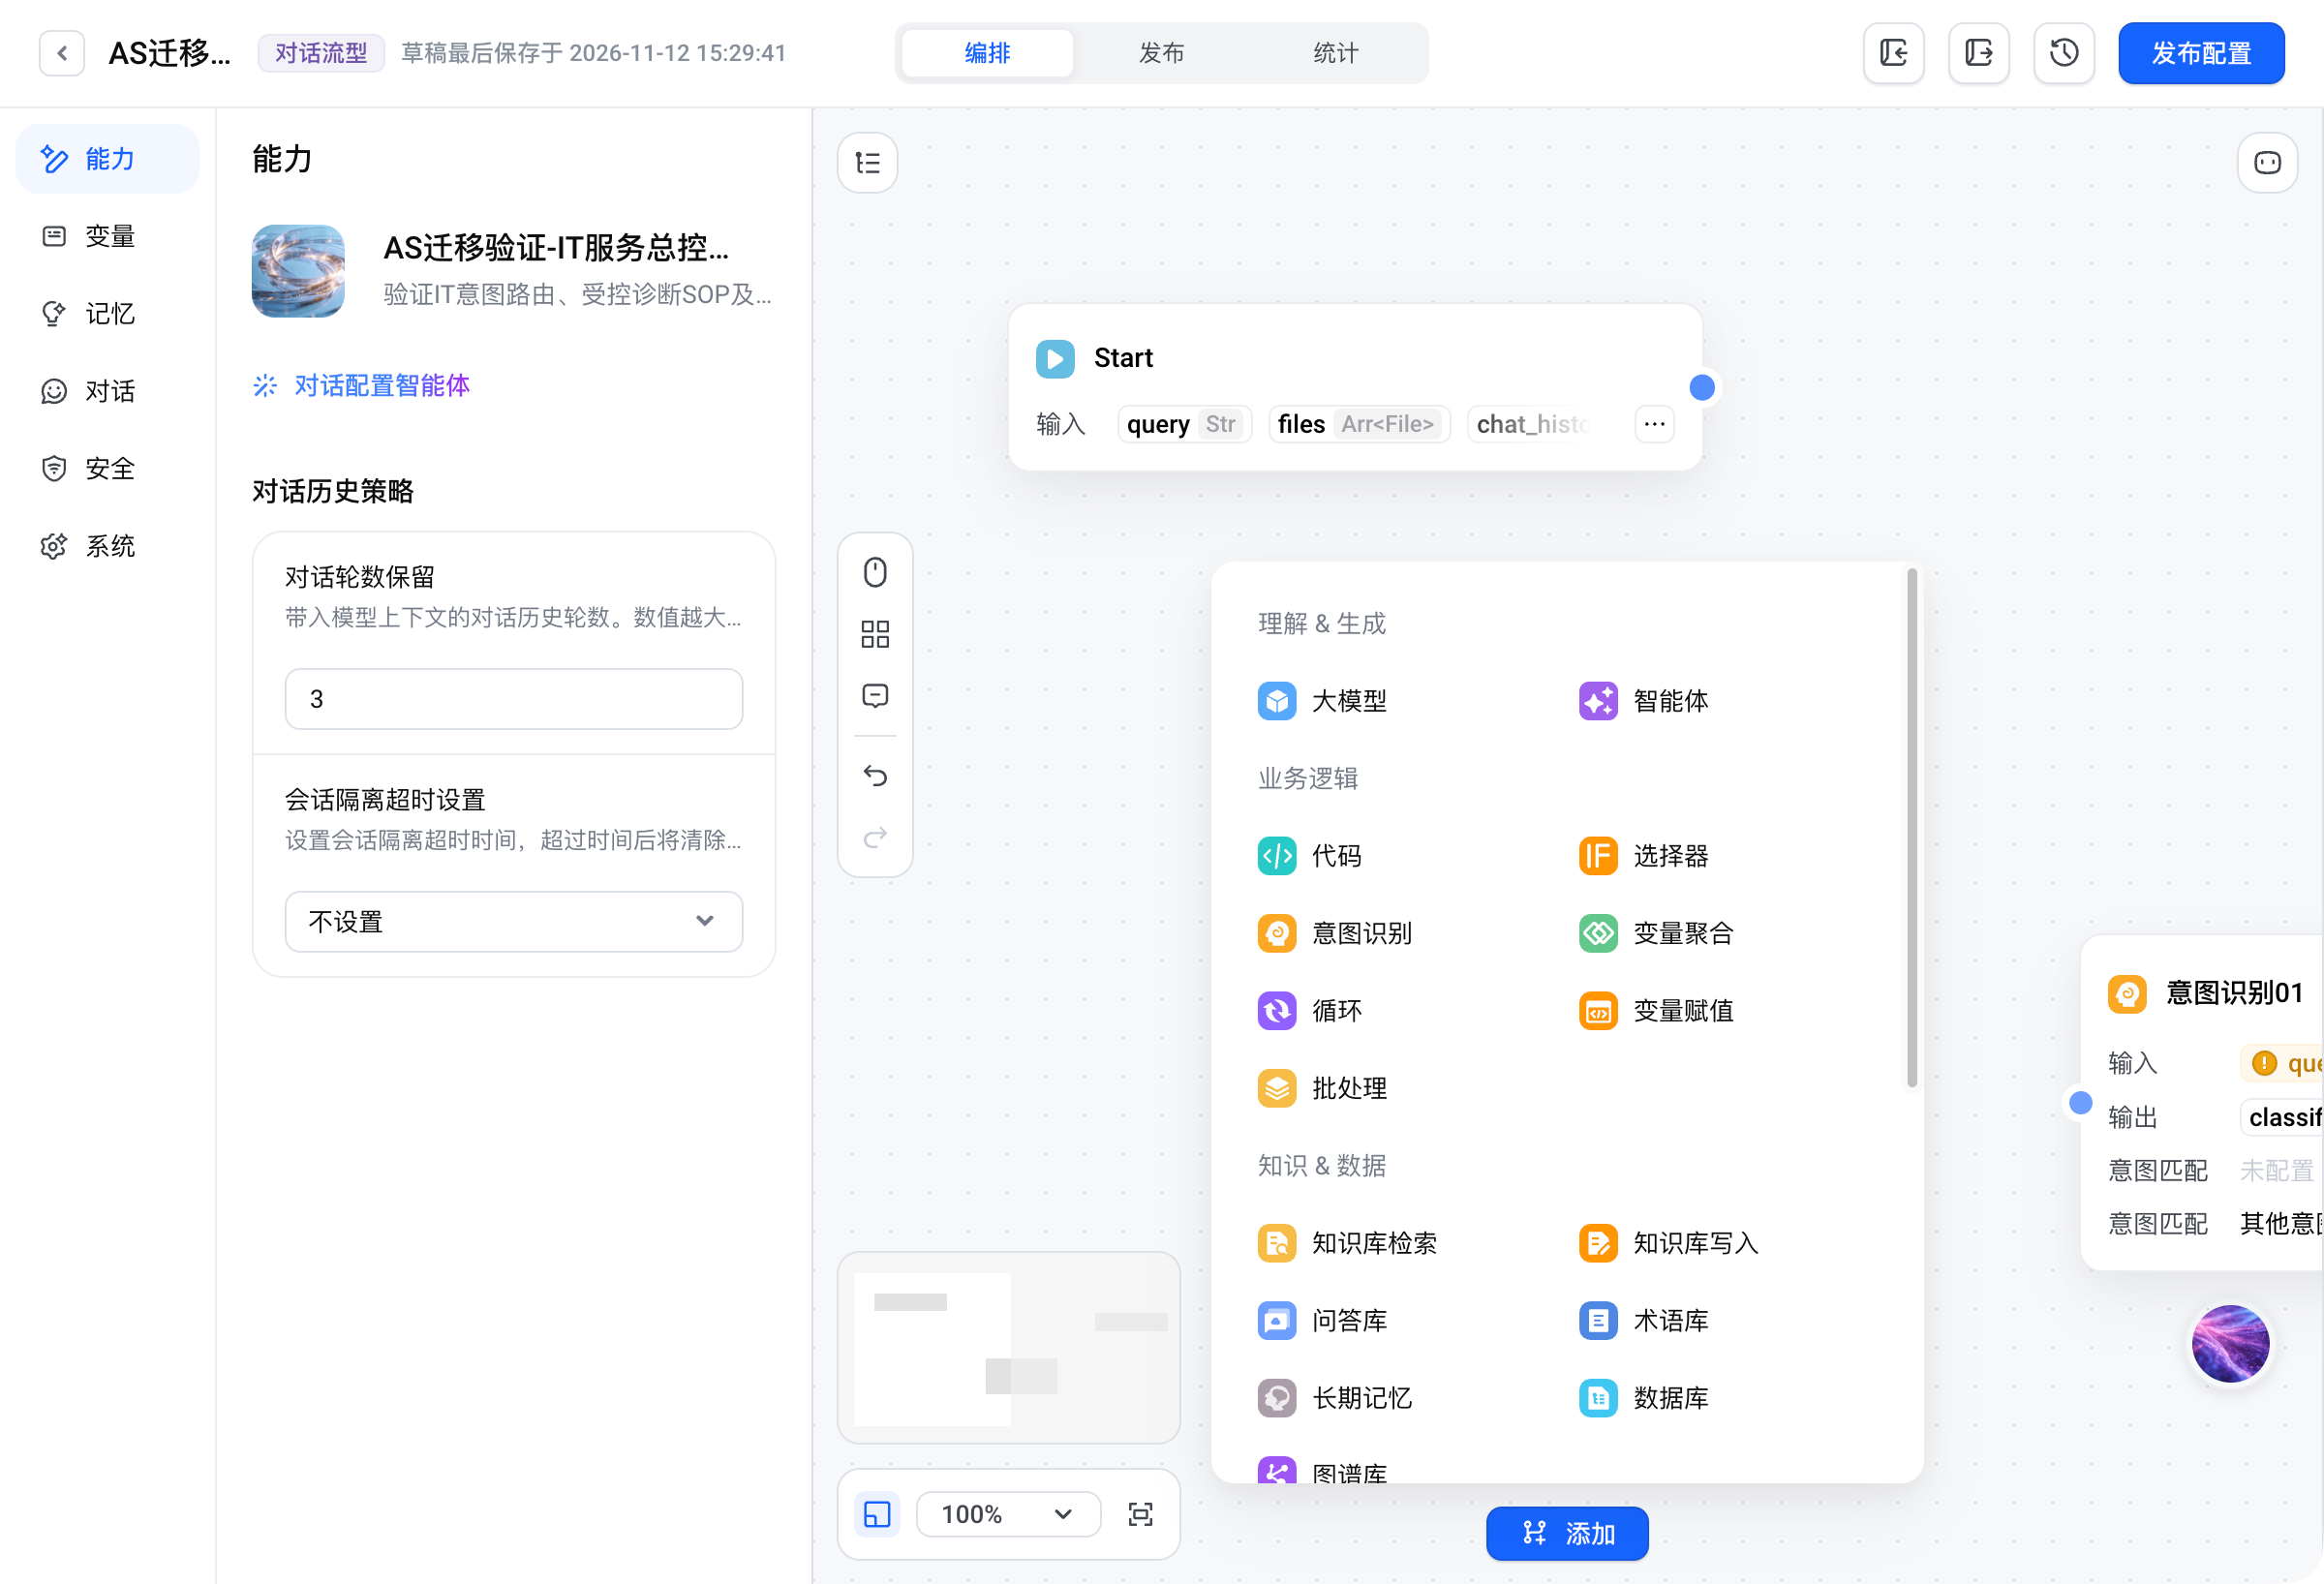 AS迁移...
对话流型
草稿最后保存于 2026-11-12 15:29:41
编排
发布
统计
发布配置
能力
变量
记忆
对话
安全
系统
能力
AS迁移验证-IT服务总控...
验证IT意图路由、受控诊断SOP及...
对话配置智能体
对话历史策略
对话轮数保留
带入模型上下文的对话历史轮数。数值越大...
3
会话隔离超时设置
设置会话隔离超时时间，超过时间后将清除...
不设置
Start
输入 query Str files Arr<File> chat_histo ...
理解 & 生成
大模型 智能体
业务逻辑
代码 选择器
意图识别 变量聚合
循环 变量赋值
批处理
知识 & 数据
知识库检索 知识库写入
问答库 术语库
长期记忆 数据库
图谱库
添加
100%
意图识别01
输入 que
输出 classif
意图匹配 未配置
意图匹配 其他意图